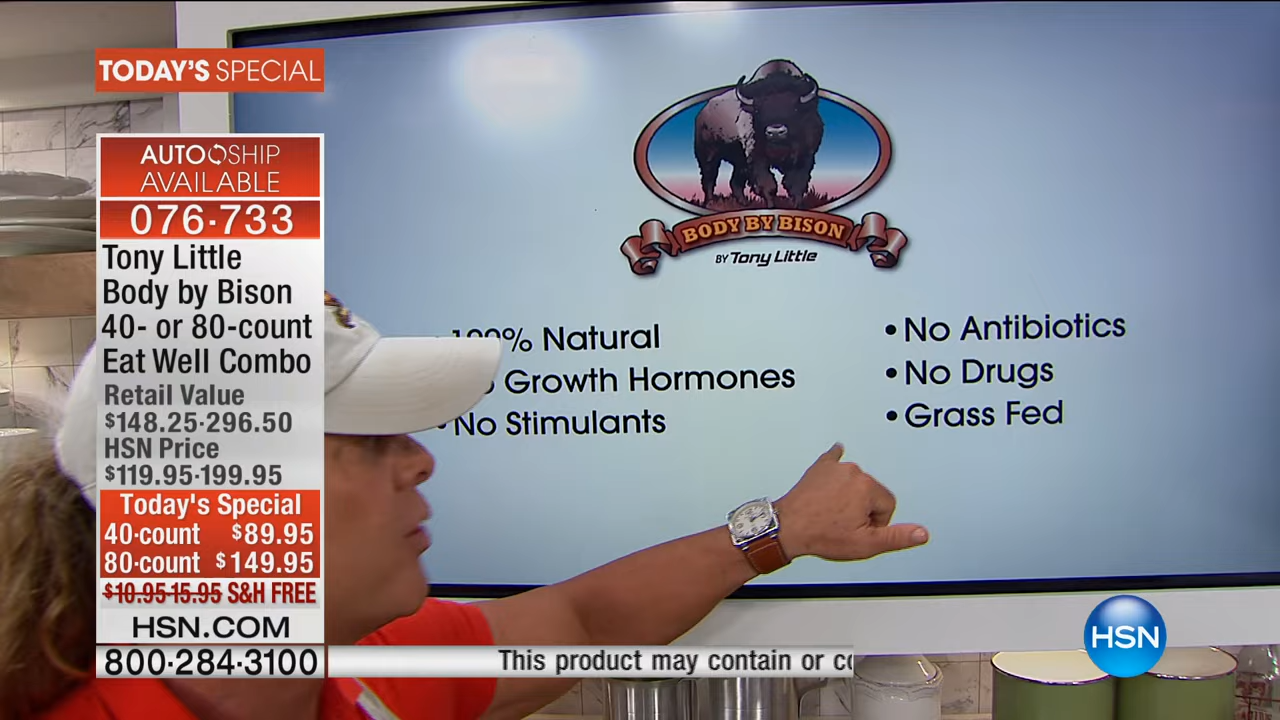 TODAY'S SPECIAL
AUTO SHIP
AVAILABLE
076-733
Tony Little
Body by Bison
40- or 80-count
Eat Well Combo
Retail Value
$148.25-296.50
HSN Price
$119.95-199.95
Today's Special
40-count $89.95
80-count $149.95
$10.95-15.95 S&H FREE
HSN.COM
800-284-3100
This product may contain or
BODY BY BISON
BY Tony Little
Natural
Growth Hormones
• No Stimulants
• No Antibiotics
• No Drugs
• Grass Fed
HSN